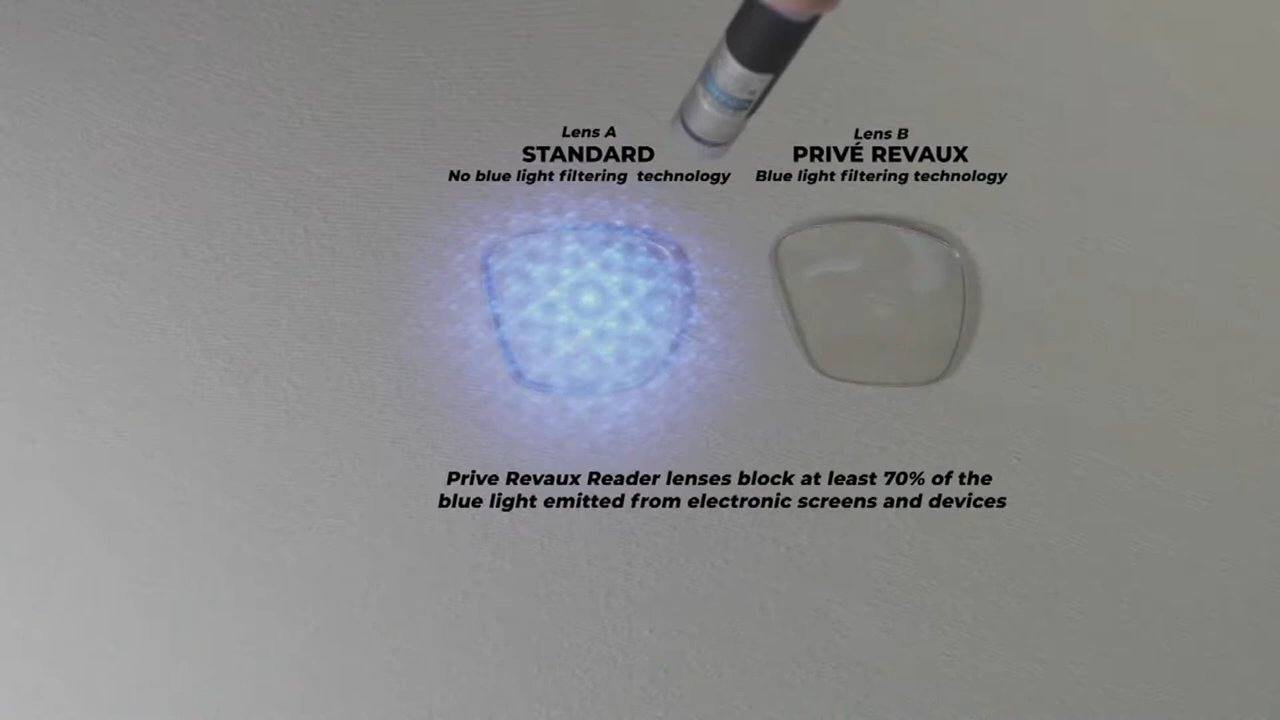 Lens A
STANDARD
No blue light filtering technology
Lens B
PRIVÉ REVAUX
Blue light filtering technology
Prive Revaux Reader lenses block at least 70% of the
blue light emitted from electronic screens and devices